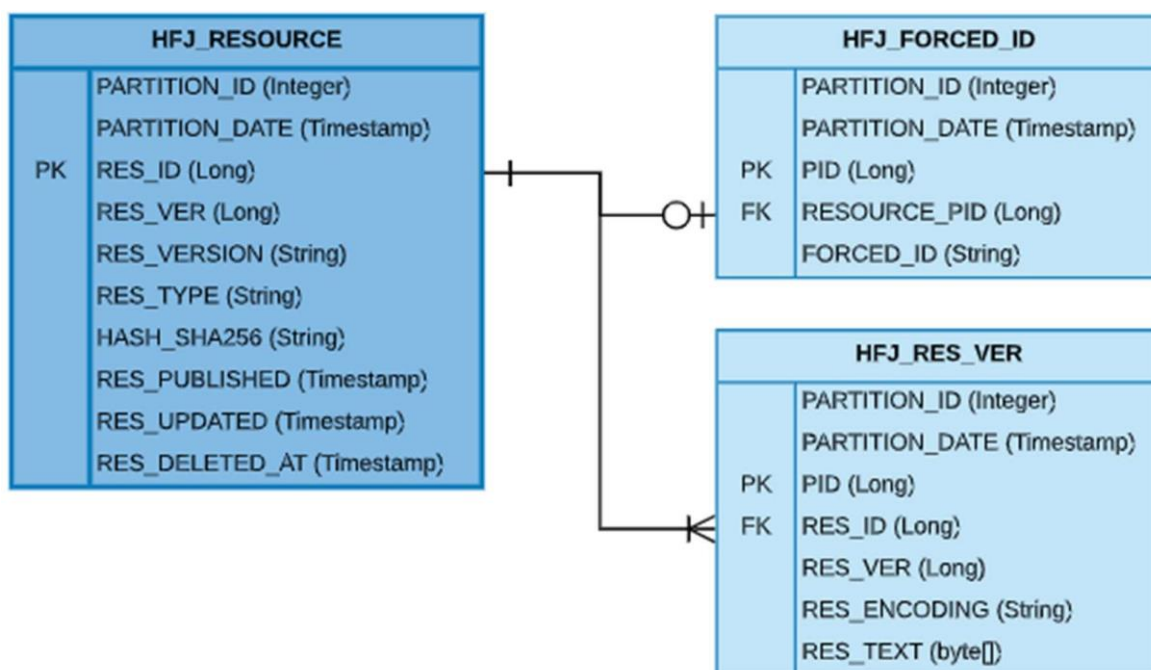 HFJ_RESOURCE
PARTITION_ID (Integer)
PARTITION_DATE (Timestamp)
PK RES_ID (Long)
RES_VER (Long)
RES_VERSION (String)
RES_TYPE (String)
HASH_SHA256 (String)
RES_PUBLISHED (Timestamp)
RES_UPDATED (Timestamp)
RES_DELETED_AT (Timestamp)
HFJ_FORCED_ID
PARTITION_ID (Integer)
PARTITION_DATE (Timestamp)
PK PID (Long)
FK RESOURCE_PID (Long)
FORCED_ID (String)
HFJ_RES_VER
PARTITION_ID (Integer)
PARTITION_DATE (Timestamp)
PK PID (Long)
FK RES_ID (Long)
RES_VER (Long)
RES_ENCODING (String)
RES_TEXT (byte[])